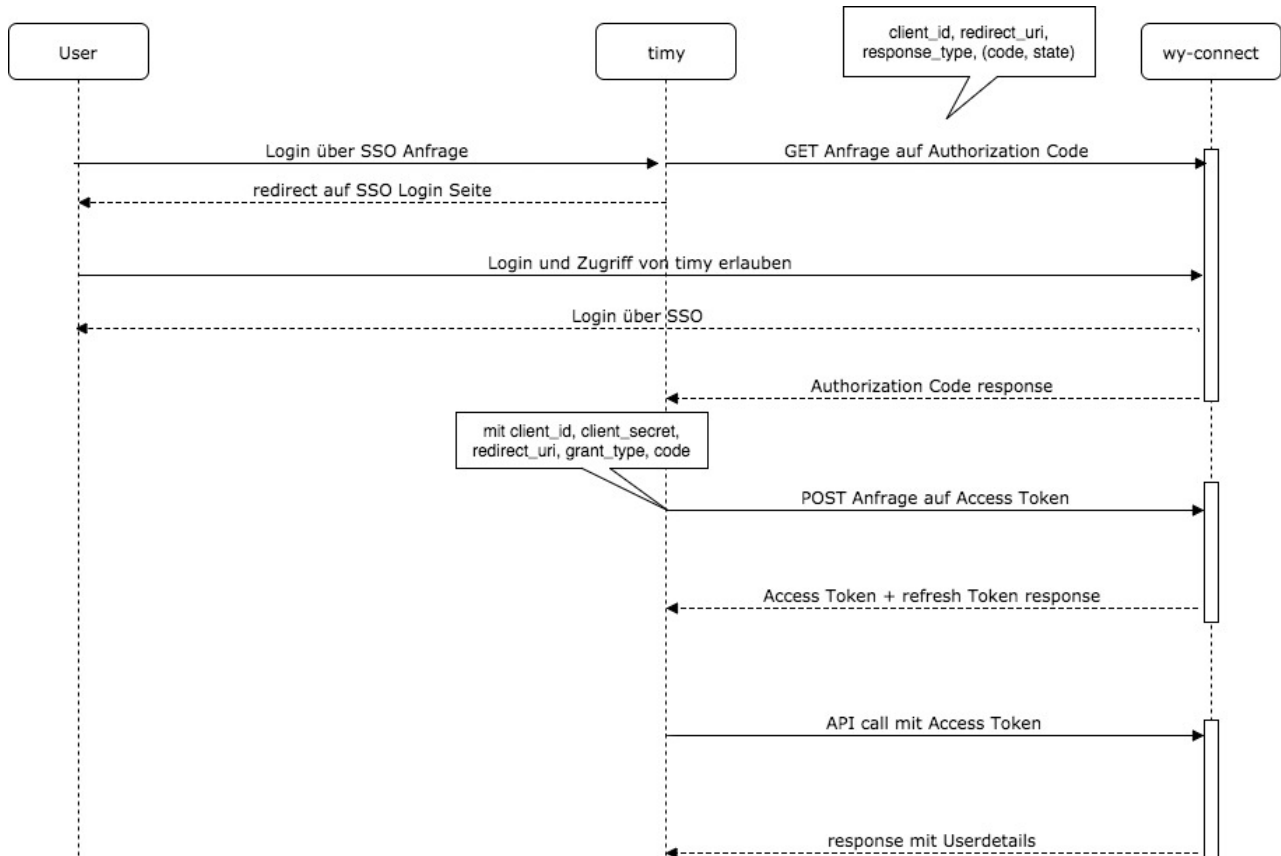 User
timy
client_id, redirect_uri,
response_type, (code, state)
wy-connect
Login über SSO Anfrage
GET Anfrage auf Authorization Code
redirect auf SSO Login Seite
Login und Zugriff von timy erlauben
Login über SSO
Authorization Code response
mit client_id, client_secret,
redirect_uri, grant_type, code
POST Anfrage auf Access Token
Access Token + refresh Token response
API call mit Access Token
response mit Userdetails